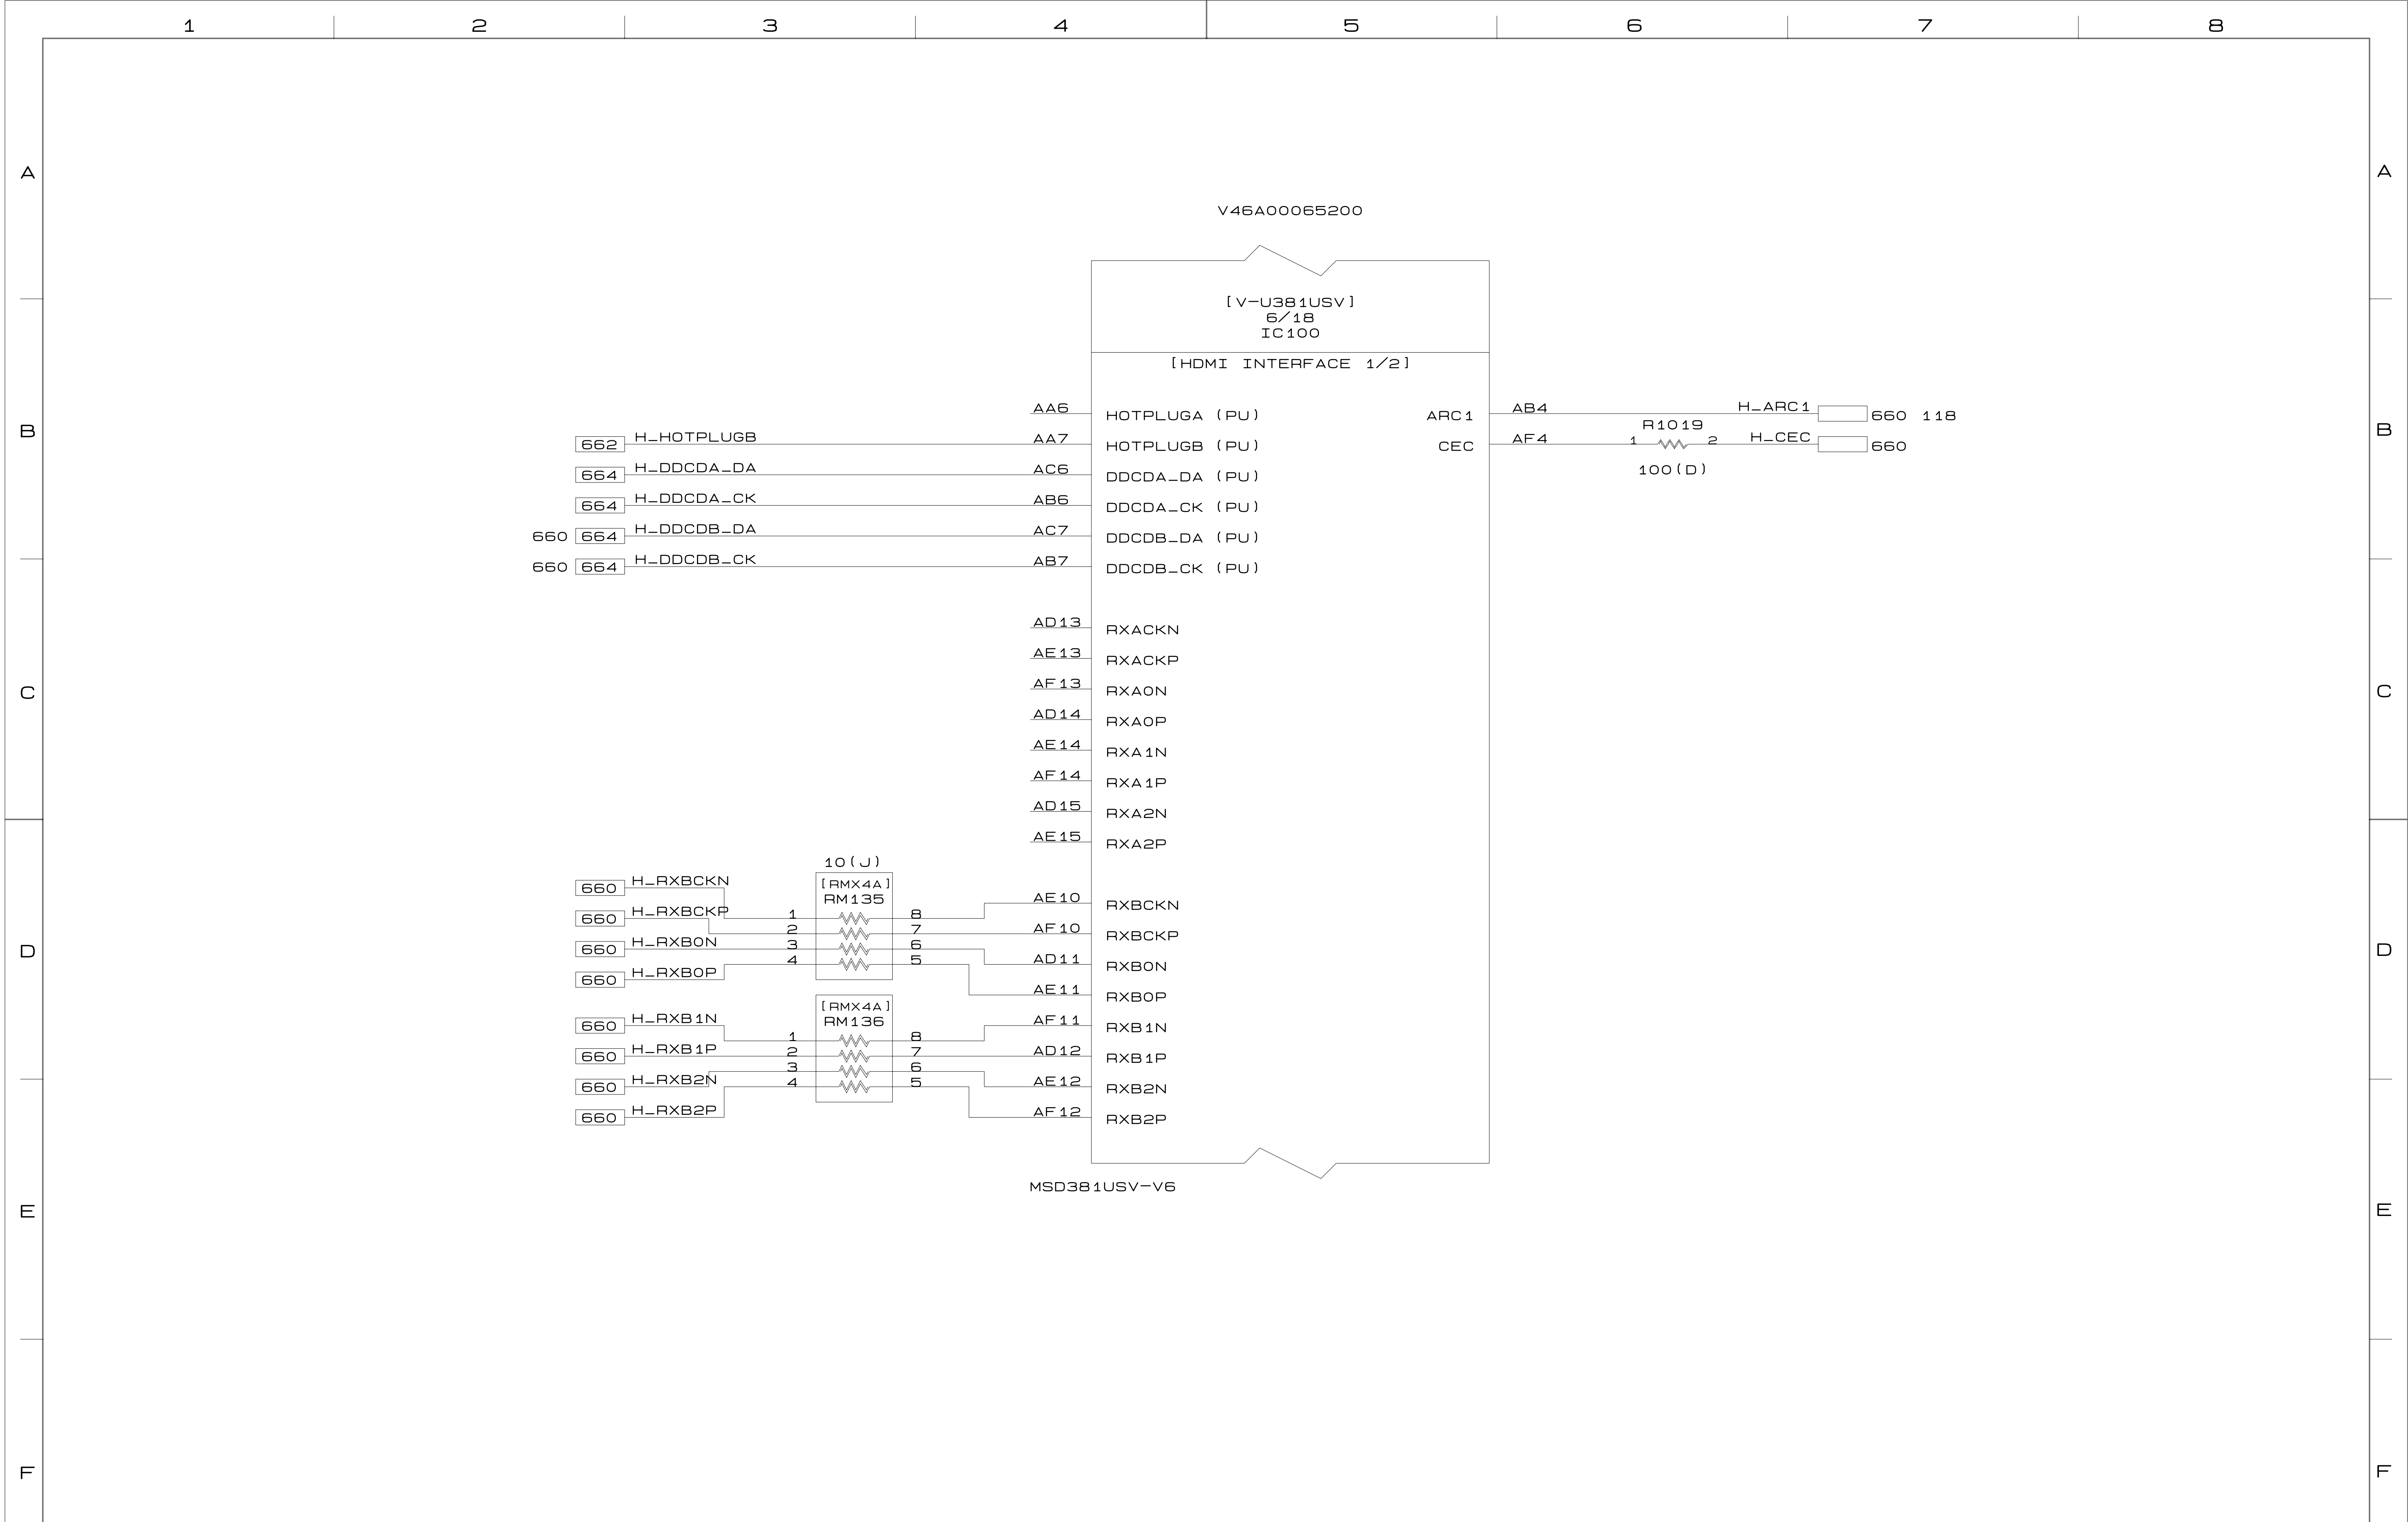 1 2 3 4 5 6 7 8
A A
V46A00065200
[V-U381USV]
6/18
IC100
[HDMI INTERFACE 1/2]
AA6 HOTPLUGA (PU) ARC1 AB4 H_ARC1 660 118
B B
R1019
662 H_HOTPLUGB AA7 HOTPLUGB (PU) CEC AF4 1 2 H_CEC 660
100(D)
664 H_DDCDA_DA AC6 DDCDA_DA (PU)
664 H_DDCDA_CK AB6 DDCDA_CK (PU)
660 664 H_DDCDB_DA AC7 DDCDB_DA (PU)
660 664 H_DDCDB_CK AB7 DDCDB_CK (PU)
AD13 RXACKN
AE13 RXACKP
C AF13 RXA0N C
AD14 RXA0P
AE14 RXA1N
AF14 RXA1P
AD15 RXA2N
AE15 RXA2P
10(J)
[RMX4A]
RM135
660 H_RXBCKN 1 8 AE10 RXBCKN
660 H_RXBCKP 2 7 AF10 RXBCKP
D 660 H_RXB0N 3 6 AD11 RXB0N D
660 H_RXB0P 4 5 AE11 RXB0P
[RMX4A]
RM136
660 H_RXB1N 1 8 AF11 RXB1N
660 H_RXB1P 2 7 AD12 RXB1P
660 H_RXB2N 3 6 AE12 RXB2N
660 H_RXB2P 4 5 AF12 RXB2P
MSD381USV-V6
E E
F F